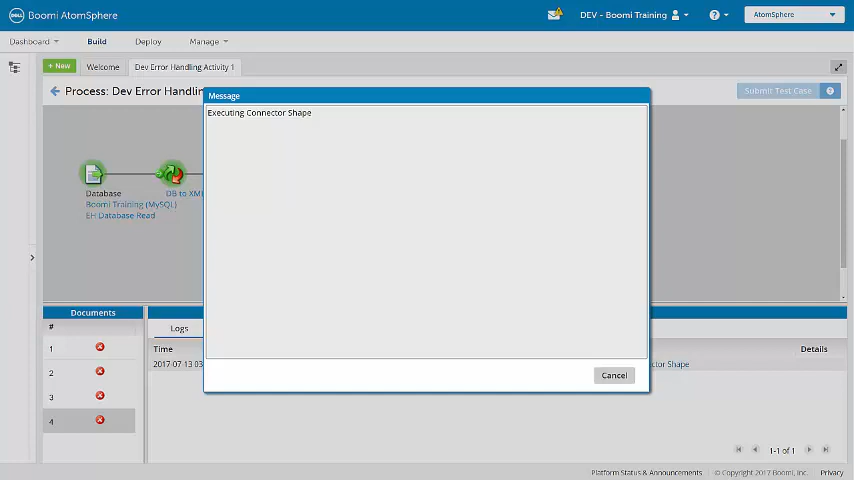 DELL Boomi AtomSphere
DEV - Boomi Training
AtomSphere
Dashboard
Build
Deploy
Manage
+ New
Welcome
Dev Error Handling Activity 1
Process: Dev Error Handlin
Submit Test Case
Message
Executing Connector Shape
Database
Boomi Training (MySQL)
EH Database Read
DB to XML
Documents
#
1
2
3
4
Logs
Time
Details
2017-07-13 03
ctor Shape
Cancel
1-1 of 1
Platform Status & Announcements
© Copyright 2017 Boomi, Inc.
Privacy